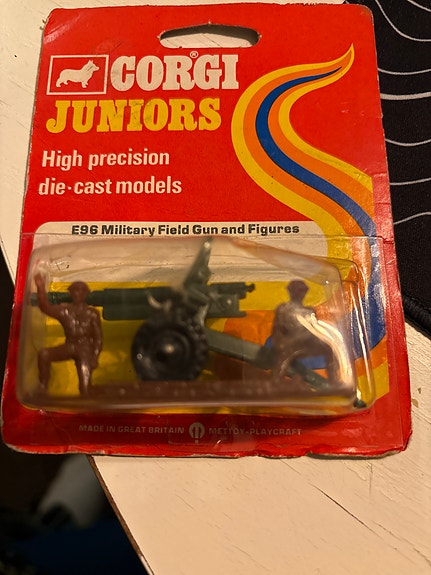 CORGI®
JUNIORS
High precision
die-cast models
E96 Military Field Gun and Figures
MADE IN GREAT BRITAIN METTOY-PLAYCRAFT